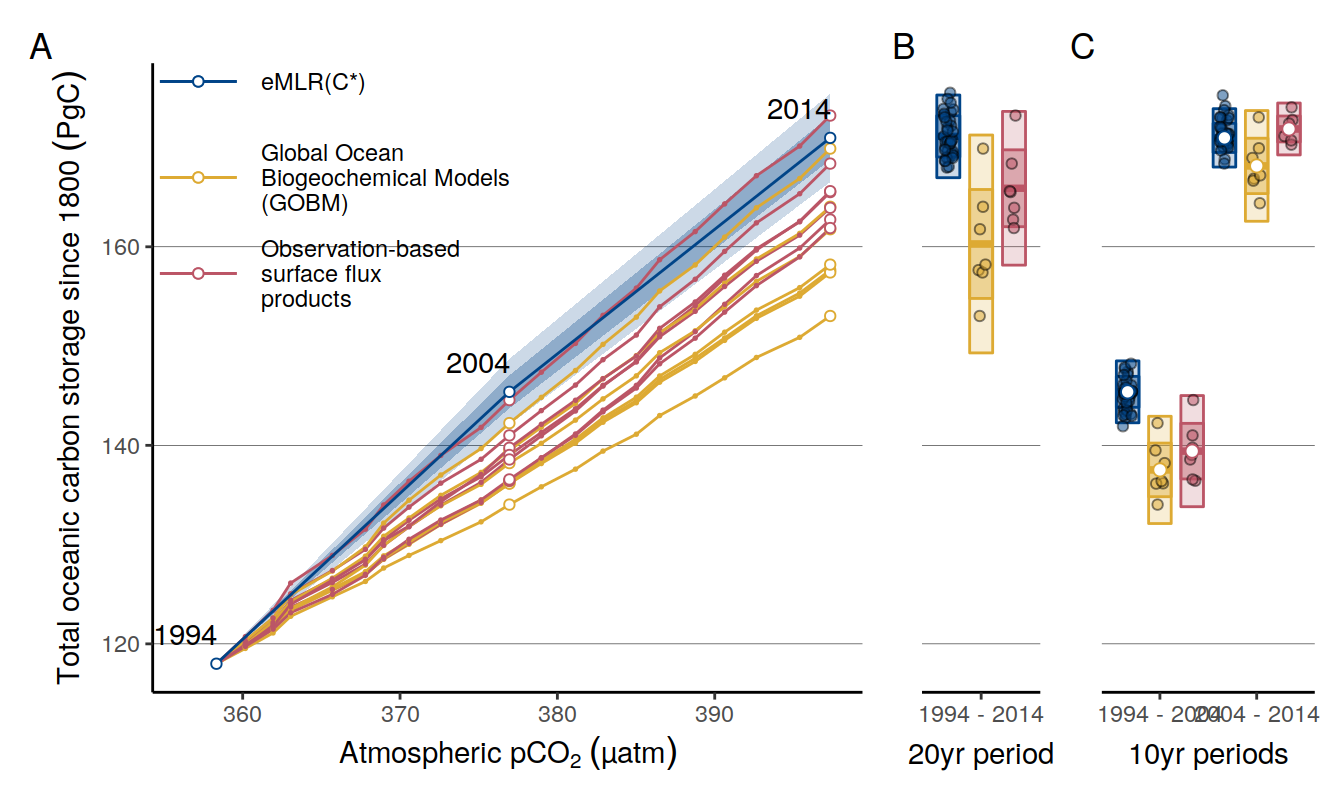 A
B
C
Total oceanic carbon storage since 1800 (PgC)
eMLR(C*)
Global Ocean
Biogeochemical Models
(GOBM)
Observation-based
surface flux
products
1994
2004
2014
160
140
120
360
370
380
390
Atmospheric pCO₂ (µatm)
1994 - 2014
20yr period
1994 - 2004
2004 - 2014
10yr periods